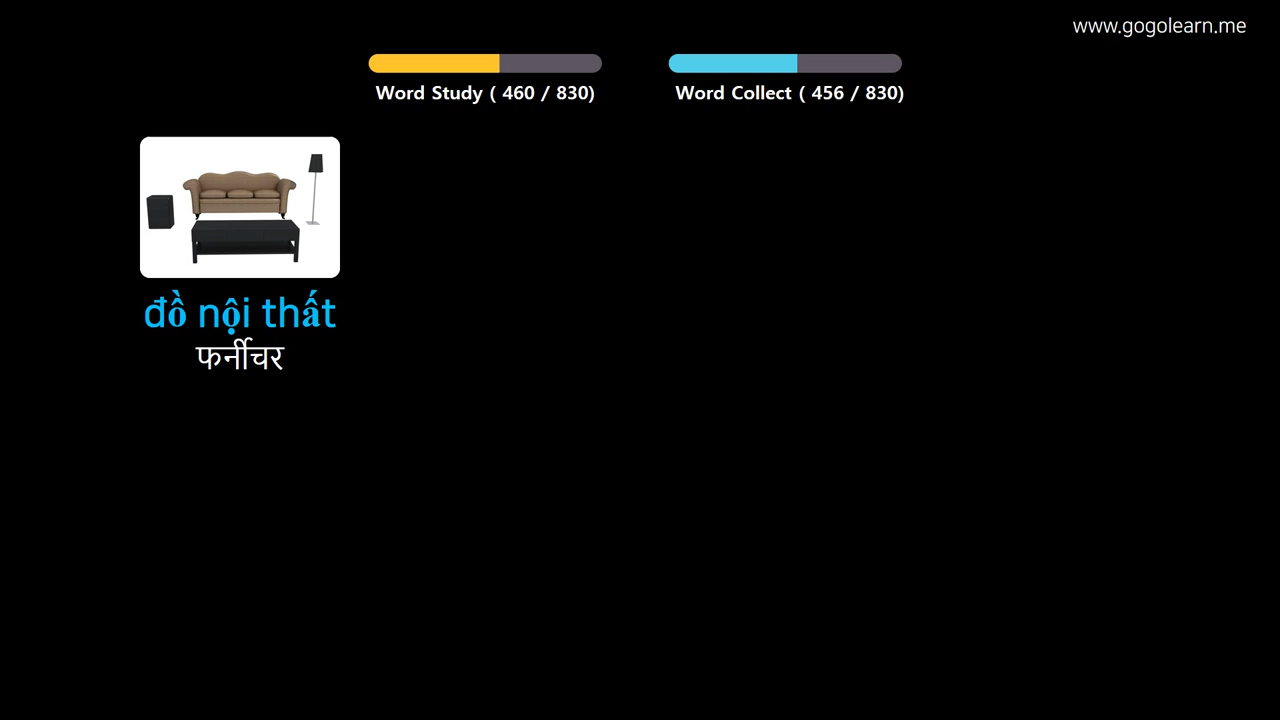 www.gogolearn.me
Word Study ( 460 / 830)
Word Collect ( 456 / 830)
đồ nội thất
फर्नीचर